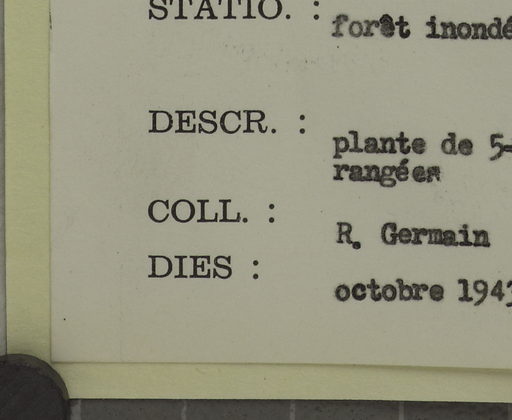 STATIO. : forêt inondé
DESCR. : plante de 5-
rangées
COLL. : R. Germain
DIES : octobre 194